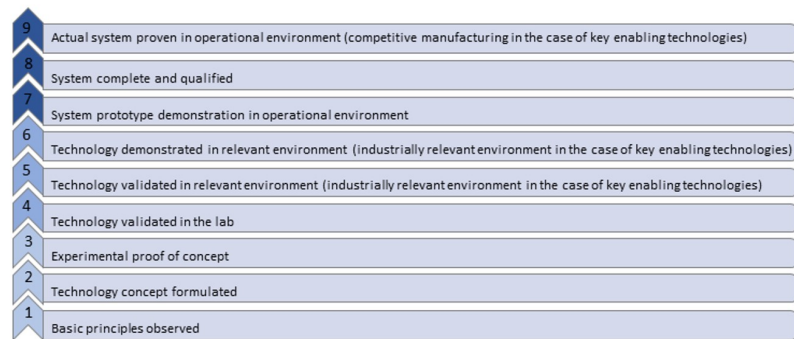 9
Actual system proven in operational environment (competitive manufacturing in the case of key enabling technologies)
8
System complete and qualified
7
System prototype demonstration in operational environment
6
Technology demonstrated in relevant environment (industrially relevant environment in the case of key enabling technologies)
5
Technology validated in relevant environment (industrially relevant environment in the case of key enabling technologies)
4
Technology validated in the lab
3
Experimental proof of concept
2
Technology concept formulated
1
Basic principles observed